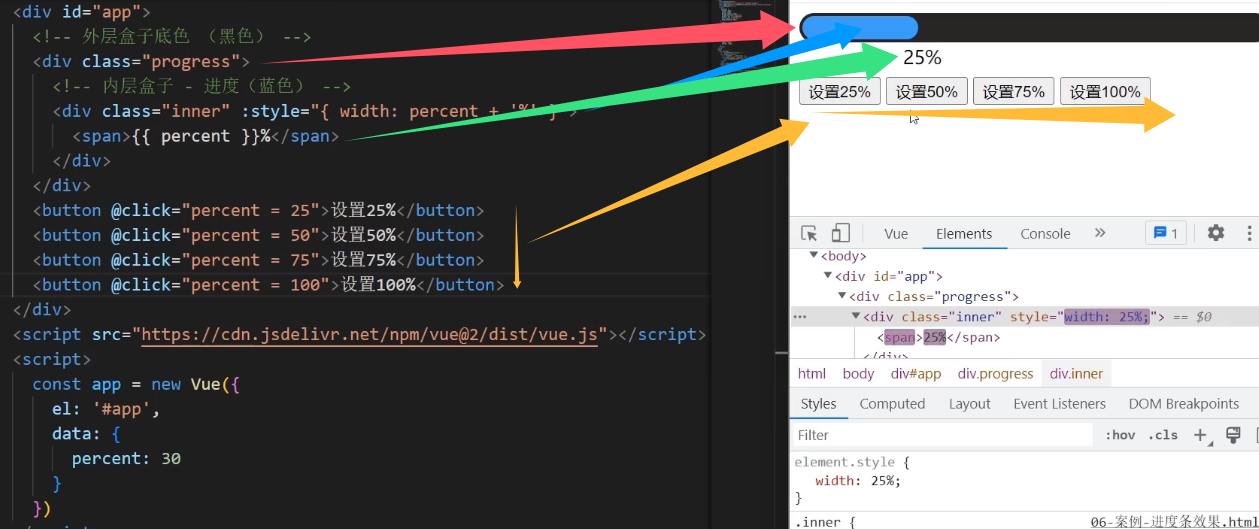 <div id="app">
<!-- 外层盒子底色 （黑色） -->
<div class="progress">
<!-- 内层盒子 - 进度（蓝色） -->
<div class="inner" :style="{ width: percent + '%' }">
<span>{{ percent }}%</span>
</div>
</div>
<button @click="percent = 25">设置25%</button>
<button @click="percent = 50">设置50%</button>
<button @click="percent = 75">设置75%</button>
<button @click="percent = 100">设置100%</button>
</div>
<script src="https://cdn.jsdelivr.net/npm/vue@2/dist/vue.js"></script>
<script>
const app = new Vue({
el: '#app',
data: {
percent: 30
}
})
25%
设置25% 设置50% 设置75% 设置100%
Vue Elements Console » 1
<body>
<div id="app">
<div class="progress">
<div class="inner" style="width: 25%;"> == $0
<span>25%</span>
</div>
html body div#app div.progress div.inner
Styles Computed Layout Event Listeners DOM Breakpoints
Filter :hov .cls +
element.style {
width: 25%;
}
.inner { 06-案例-进度条效果.html